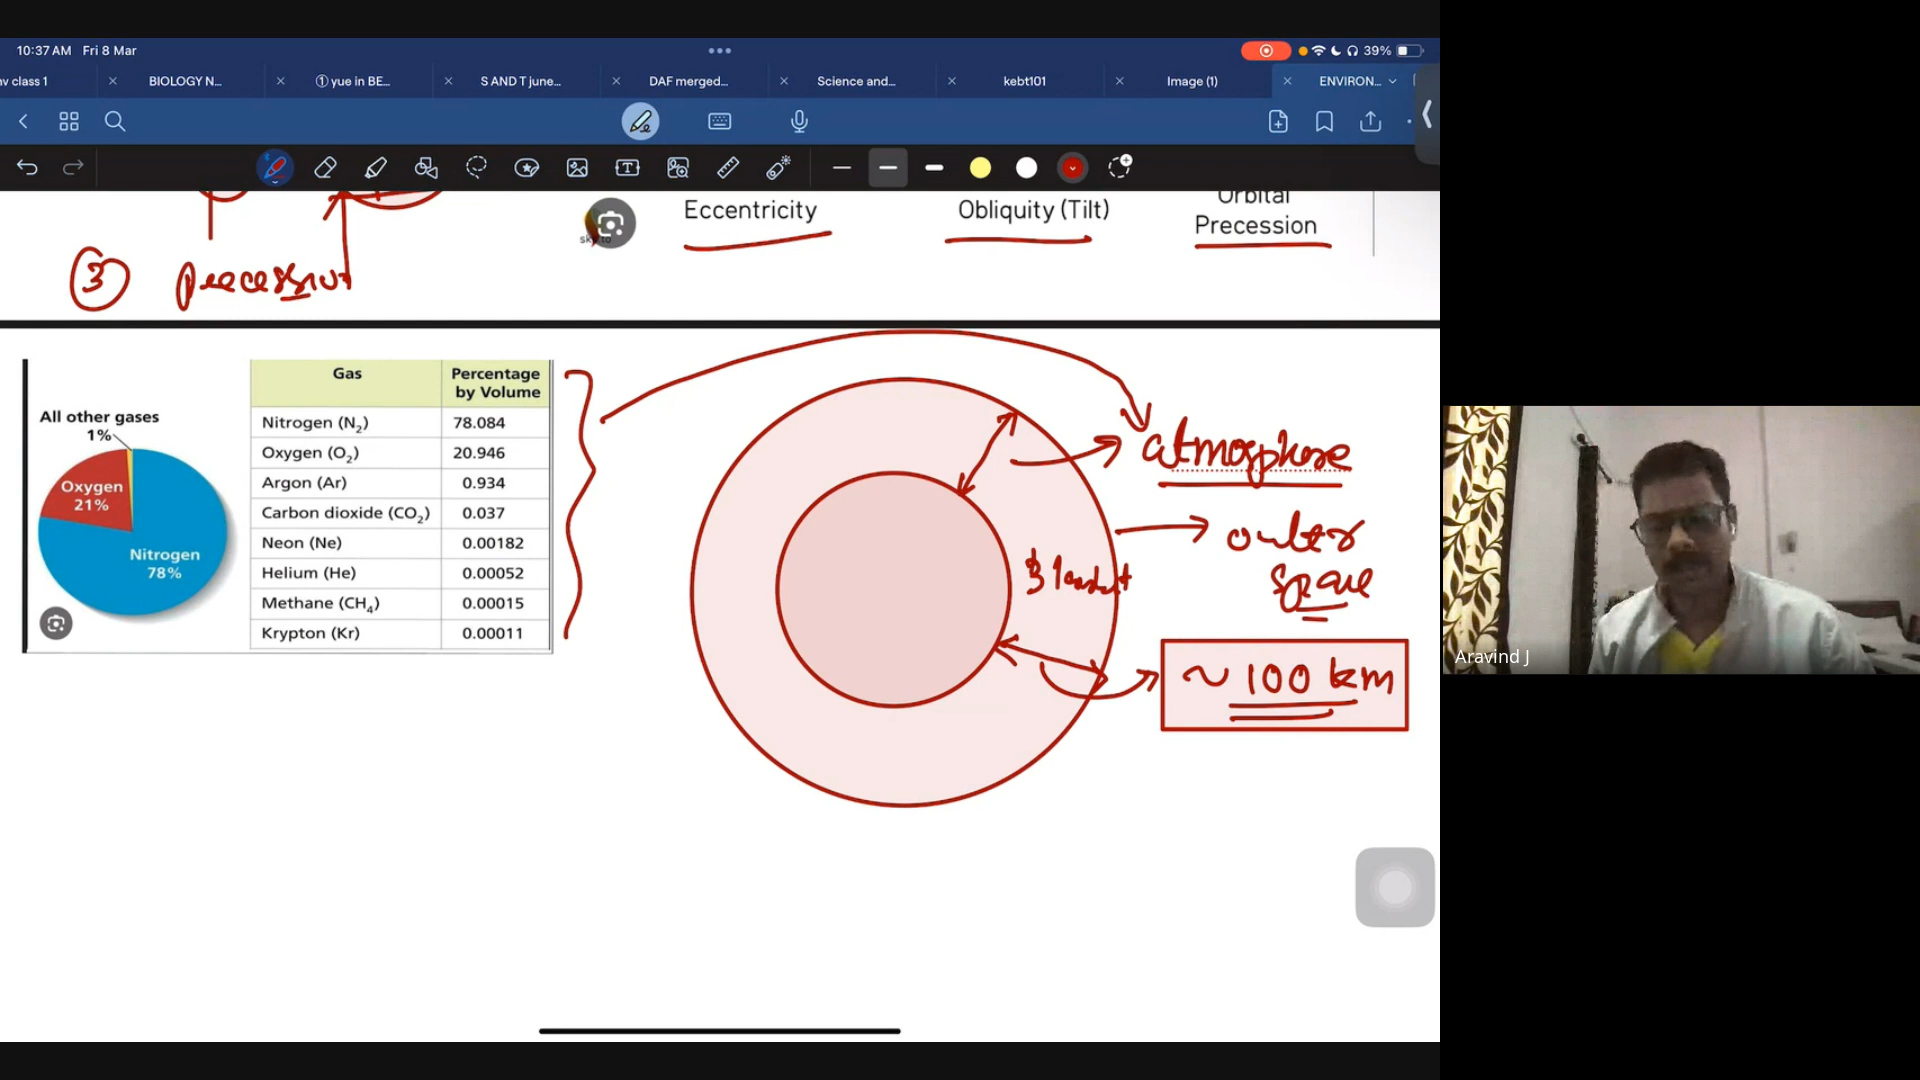 10:37 AM Fri 8 Mar
39%
nv class 1
BIOLOGY N...
① yue in BE...
S AND T june...
DAF merged...
Science and...
kebt101
Image (1)
ENVIRON...
Eccentricity
Obliquity (Tilt)
Orbital
Precession
sky to
③ precession
All other gases
1%
Oxygen
21%
Nitrogen
78%
Gas Percentage by Volume
Nitrogen (N₂) 78.084
Oxygen (O₂) 20.946
Argon (Ar) 0.934
Carbon dioxide (CO₂) 0.037
Neon (Ne) 0.00182
Helium (He) 0.00052
Methane (CH₄) 0.00015
Krypton (Kr) 0.00011
atmosphere
outer
space
~ 100 km
Aravind J